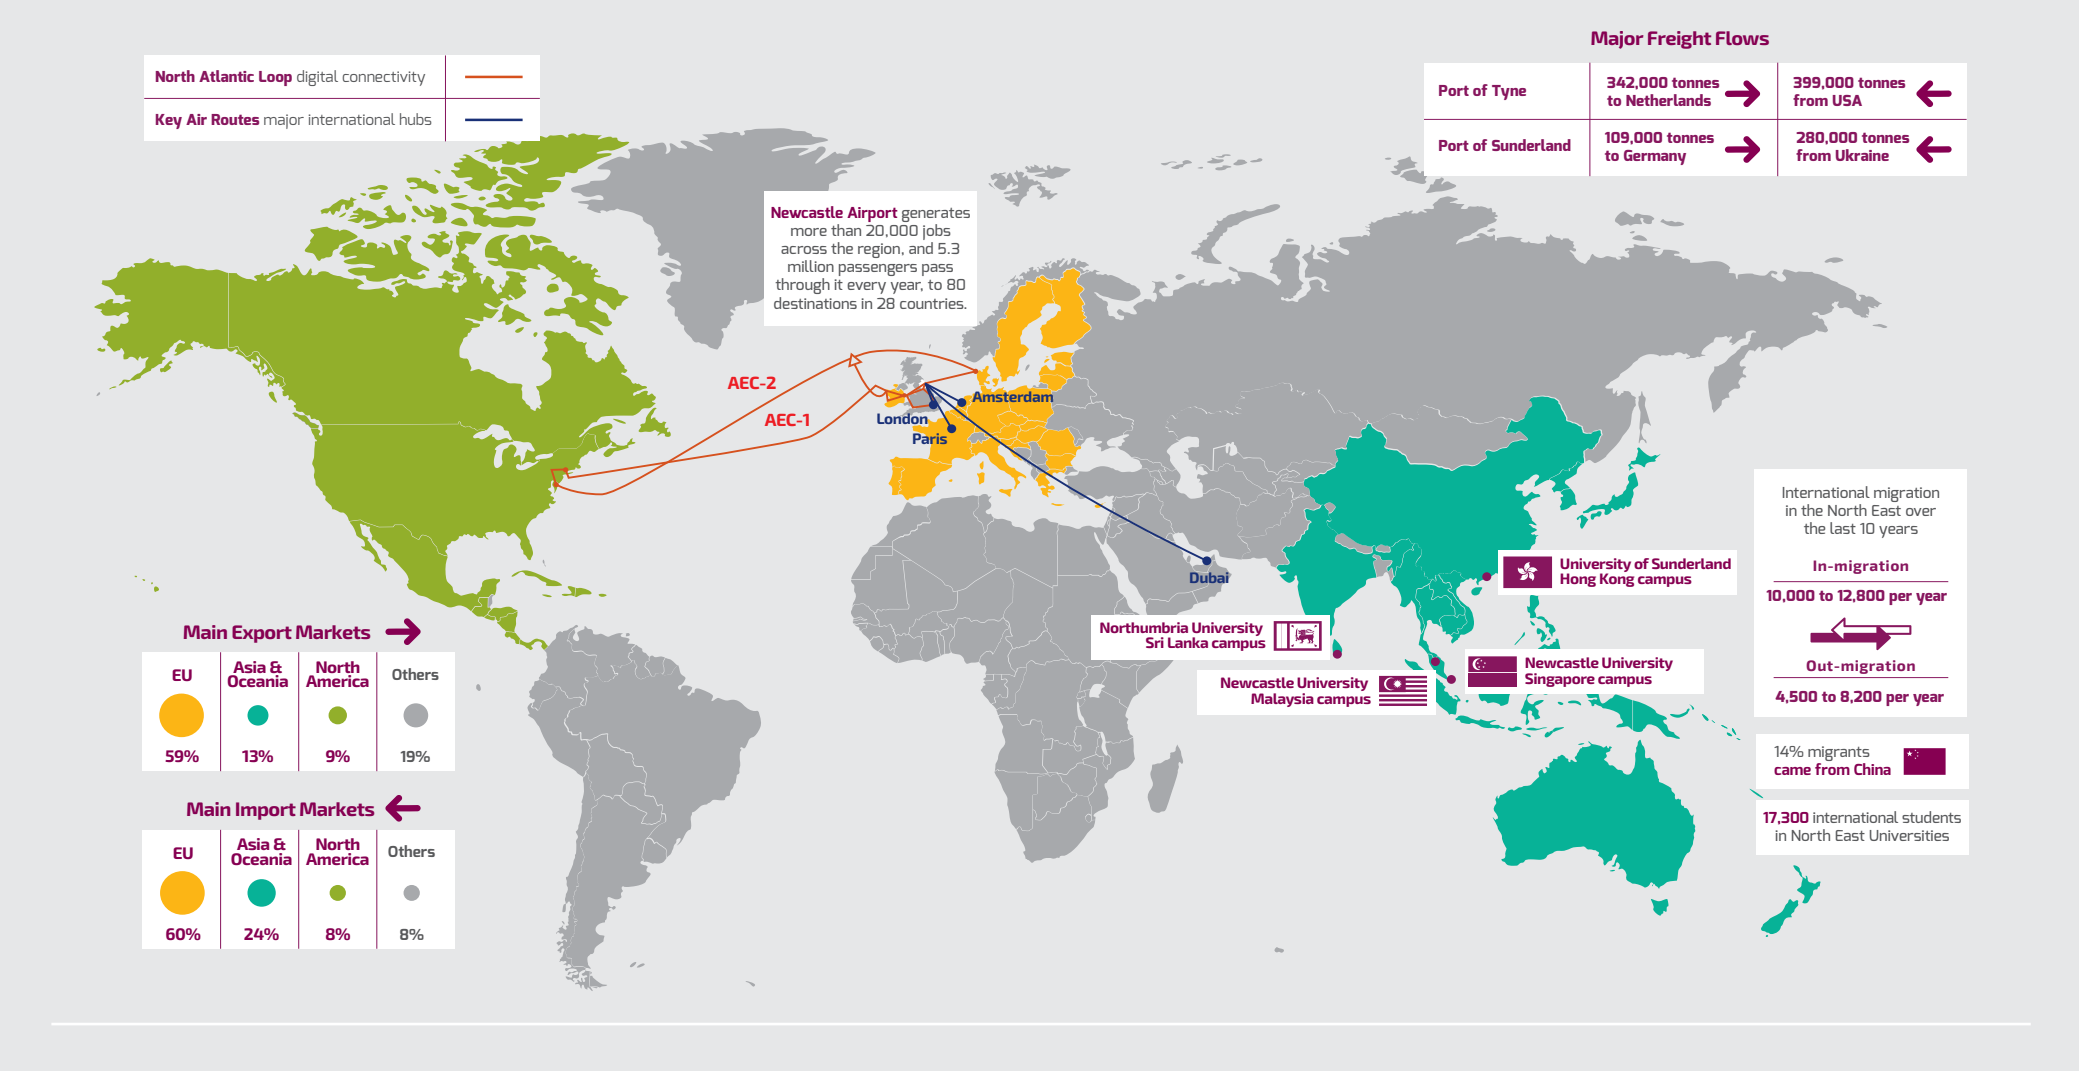 North Atlantic Loop digital connectivity
Key Air Routes major international hubs
Major Freight Flows
Port of Tyne
342,000 tonnes
to Netherlands
399,000 tonnes
from USA
Port of Sunderland
109,000 tonnes
to Germany
280,000 tonnes
from Ukraine
Newcastle Airport generates
more than 20,000 jobs
across the region, and 5.3
million passengers pass
through it every year, to 80
destinations in 28 countries.
AEC-2
AEC-1
London
Paris
Amsterdam
Dubai
International migration
in the North East over
the last 10 years
In-migration
10,000 to 12,800 per year
Out-migration
4,500 to 8,200 per year
University of Sunderland
Hong Kong campus
Northumbria University
Sri Lanka campus
Newcastle University
Singapore campus
Newcastle University
Malaysia campus
14% migrants
came from China
17,300 international students
in North East Universities
Main Export Markets
EU
Asia &
Oceania
North
America
Others
59%
13%
9%
19%
Main Import Markets
EU
Asia &
Oceania
North
America
Others
60%
24%
8%
8%